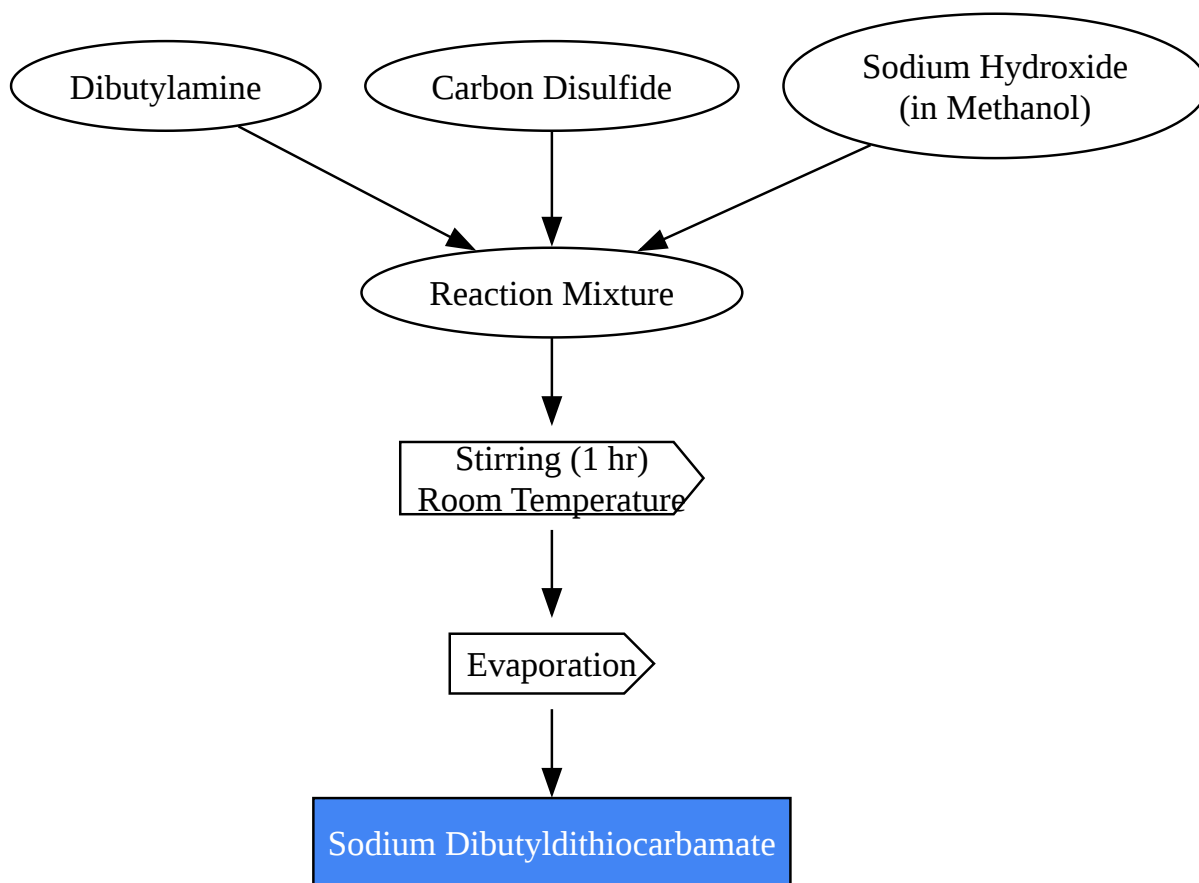 Dibutylamine
Carbon Disulfide
Sodium Hydroxide
(in Methanol)
Reaction Mixture
Stirring (1 hr)
Room Temperature
Evaporation
Sodium Dibutyldithiocarbamate